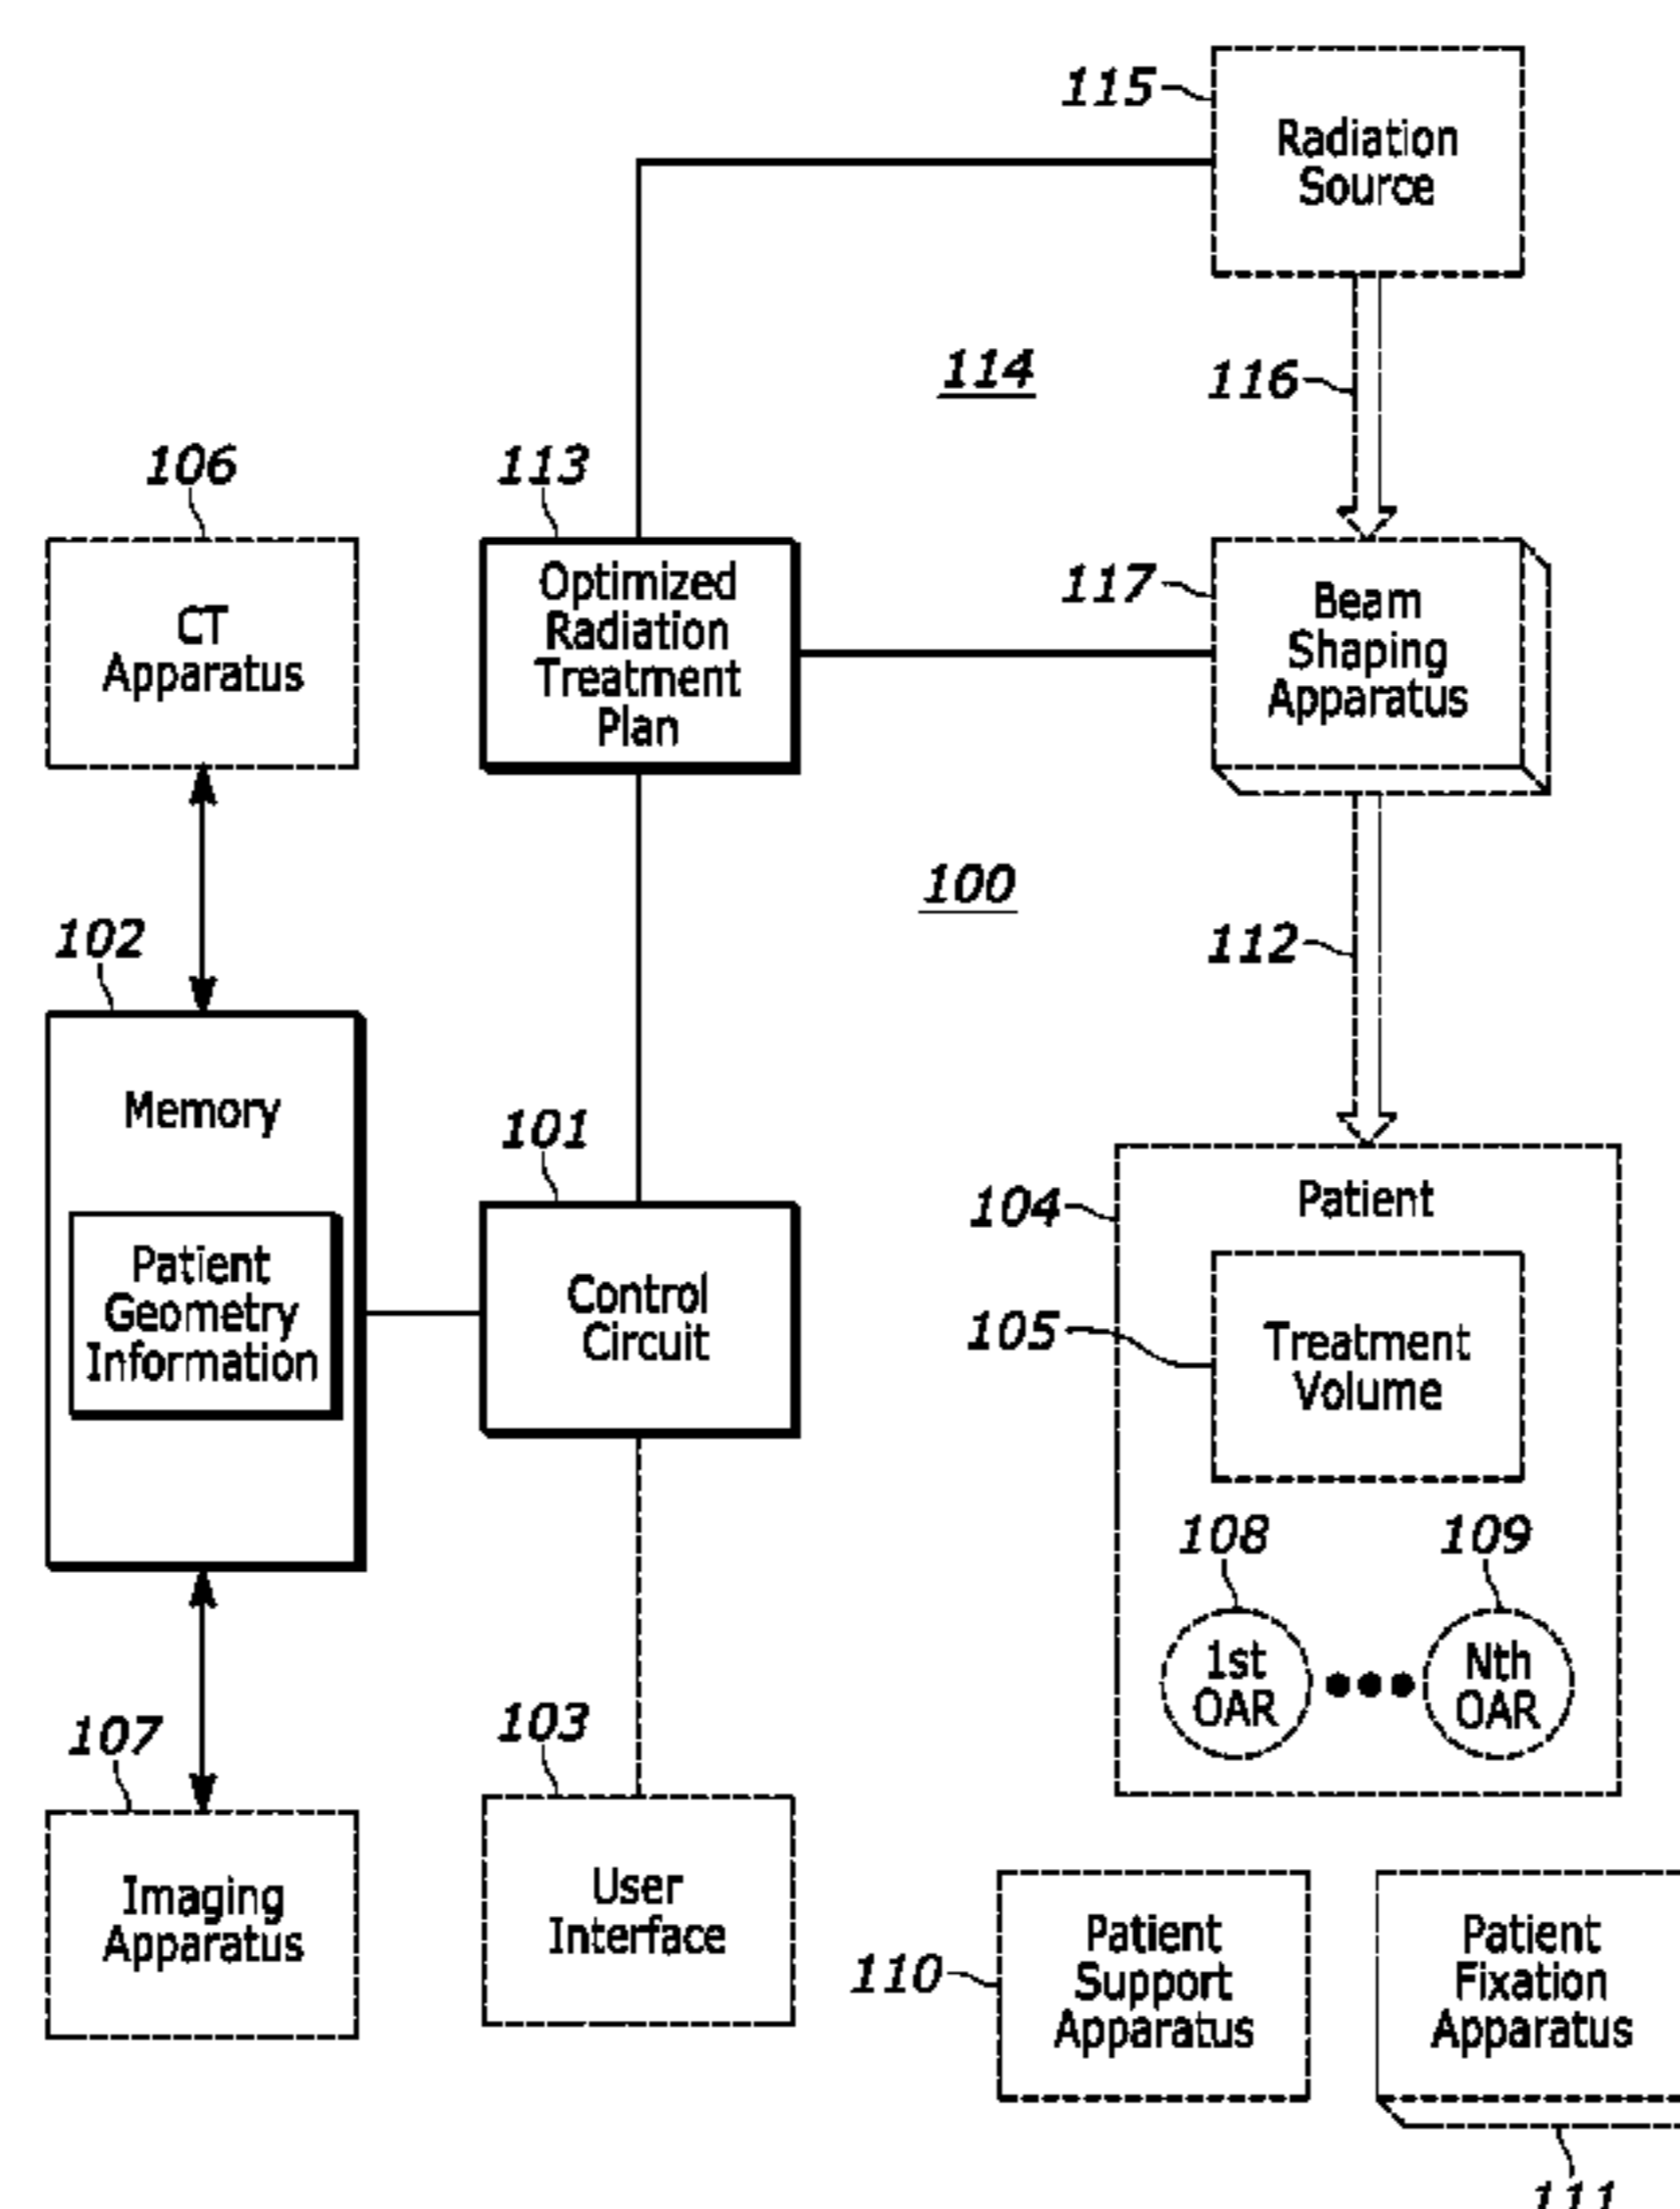 115
Radiation
Source
114
116
106
113
CT
Apparatus
Optimized
Radiation
Treatment
Plan
117
Beam
Shaping
Apparatus
100
102
112
Memory
Patient
Geometry
Information
101
Control
Circuit
104
Patient
105
Treatment
Volume
108
109
1st
OAR
Nth
OAR
107
103
Imaging
Apparatus
User
Interface
110
Patient
Support
Apparatus
Patient
Fixation
Apparatus
111